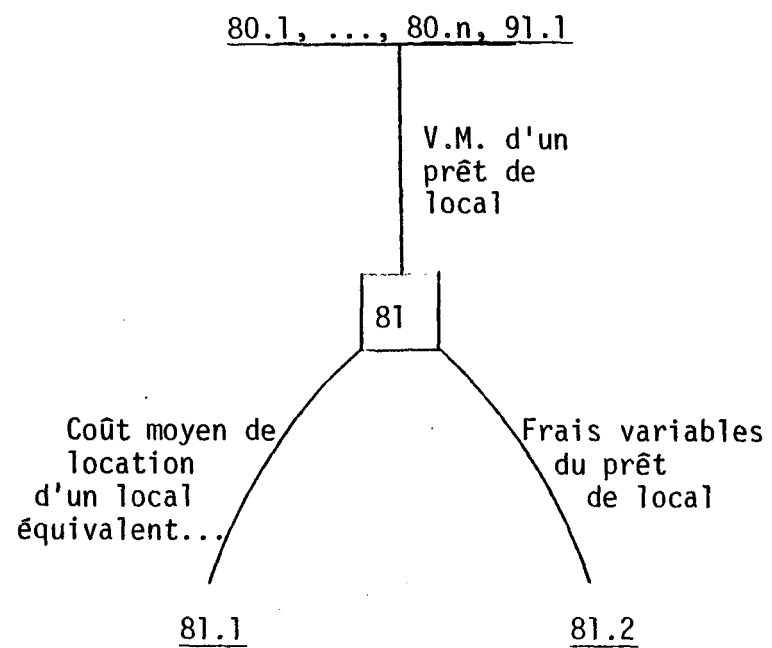 80.1, ..., 80.n, 91.1
V.M. d'un
prêt de
local
81
Coût moyen de
location
d'un local
équivalent...
Frais variables
du prêt
de local
81.1
81.2